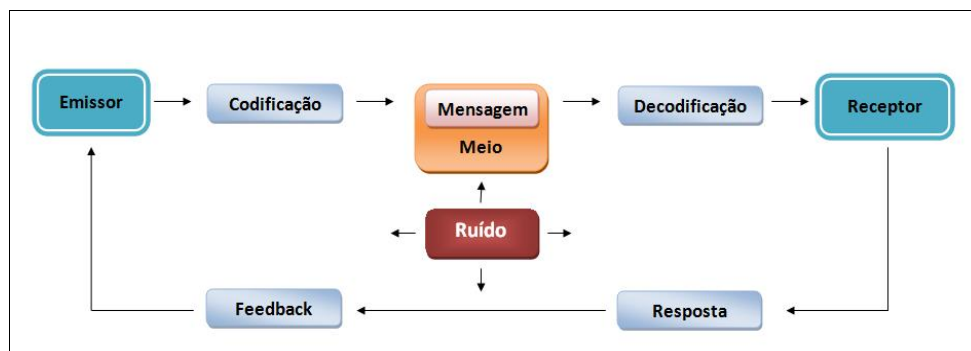 Emissor
Codificação
Mensagem
Meio
Decodificação
Receptor
Ruído
Feedback
Resposta